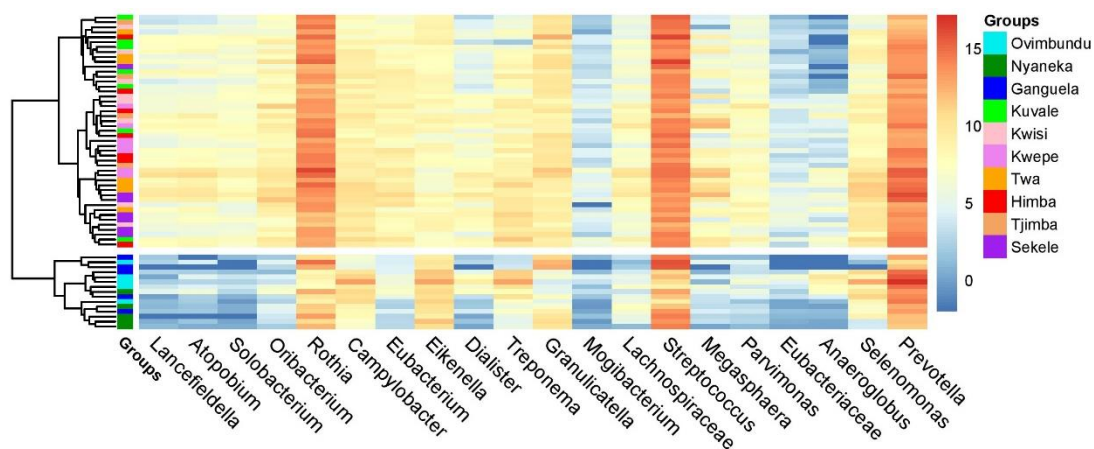 Groups
Ovimbundu
Nyaneka
Ganguela
Kuvale
Kwisi
Kwepe
Twa
Himba
Tjimba
Sekele
15
10
5
0
Groups
Lancefieldella
Atopobium
Solobacterium
Oribacterium
Rothia
Campylobacter
Eubacterium
Eikenella
Dialister
Treponema
Granulicatella
Mogibacterium
Lachnospiraceae
Streptococcus
Megasphaera
Parvimonas
Eubacteriaceae
Anaeroglobus
Selenomonas
Prevotella